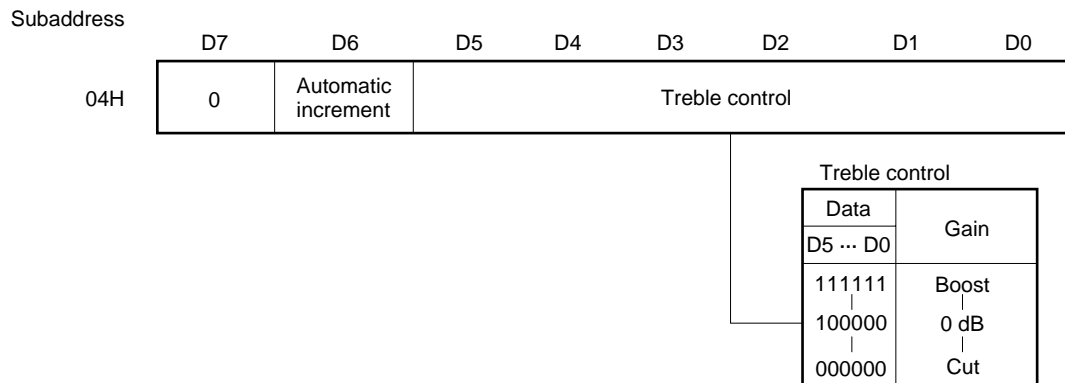 Subaddress
D7 D6 D5 D4 D3 D2 D1 D0
04H 0 Automatic increment Treble control
Treble control
Data Gain
D5 ··· D0
111111 Boost
100000 0 dB
000000 Cut